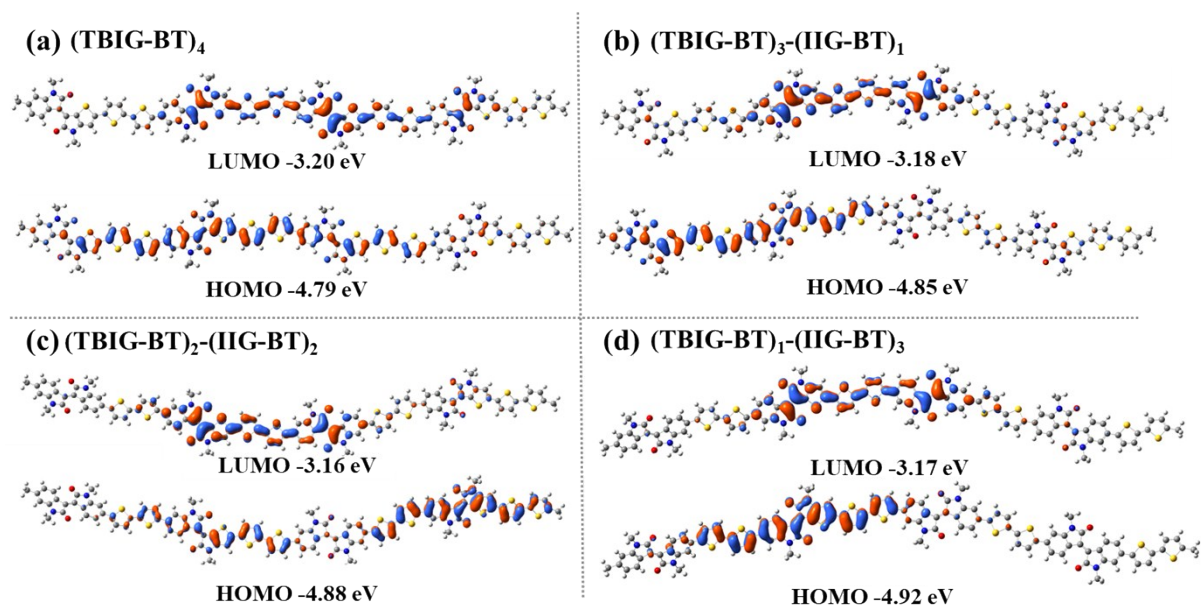 (a) (TBIG-BT)₄
LUMO -3.20 eV
HOMO -4.79 eV
(b) (TBIG-BT)₃-(IIG-BT)₁
LUMO -3.18 eV
HOMO -4.85 eV
(c) (TBIG-BT)₂-(IIG-BT)₂
LUMO -3.16 eV
HOMO -4.88 eV
(d) (TBIG-BT)₁-(IIG-BT)₃
LUMO -3.17 eV
HOMO -4.92 eV